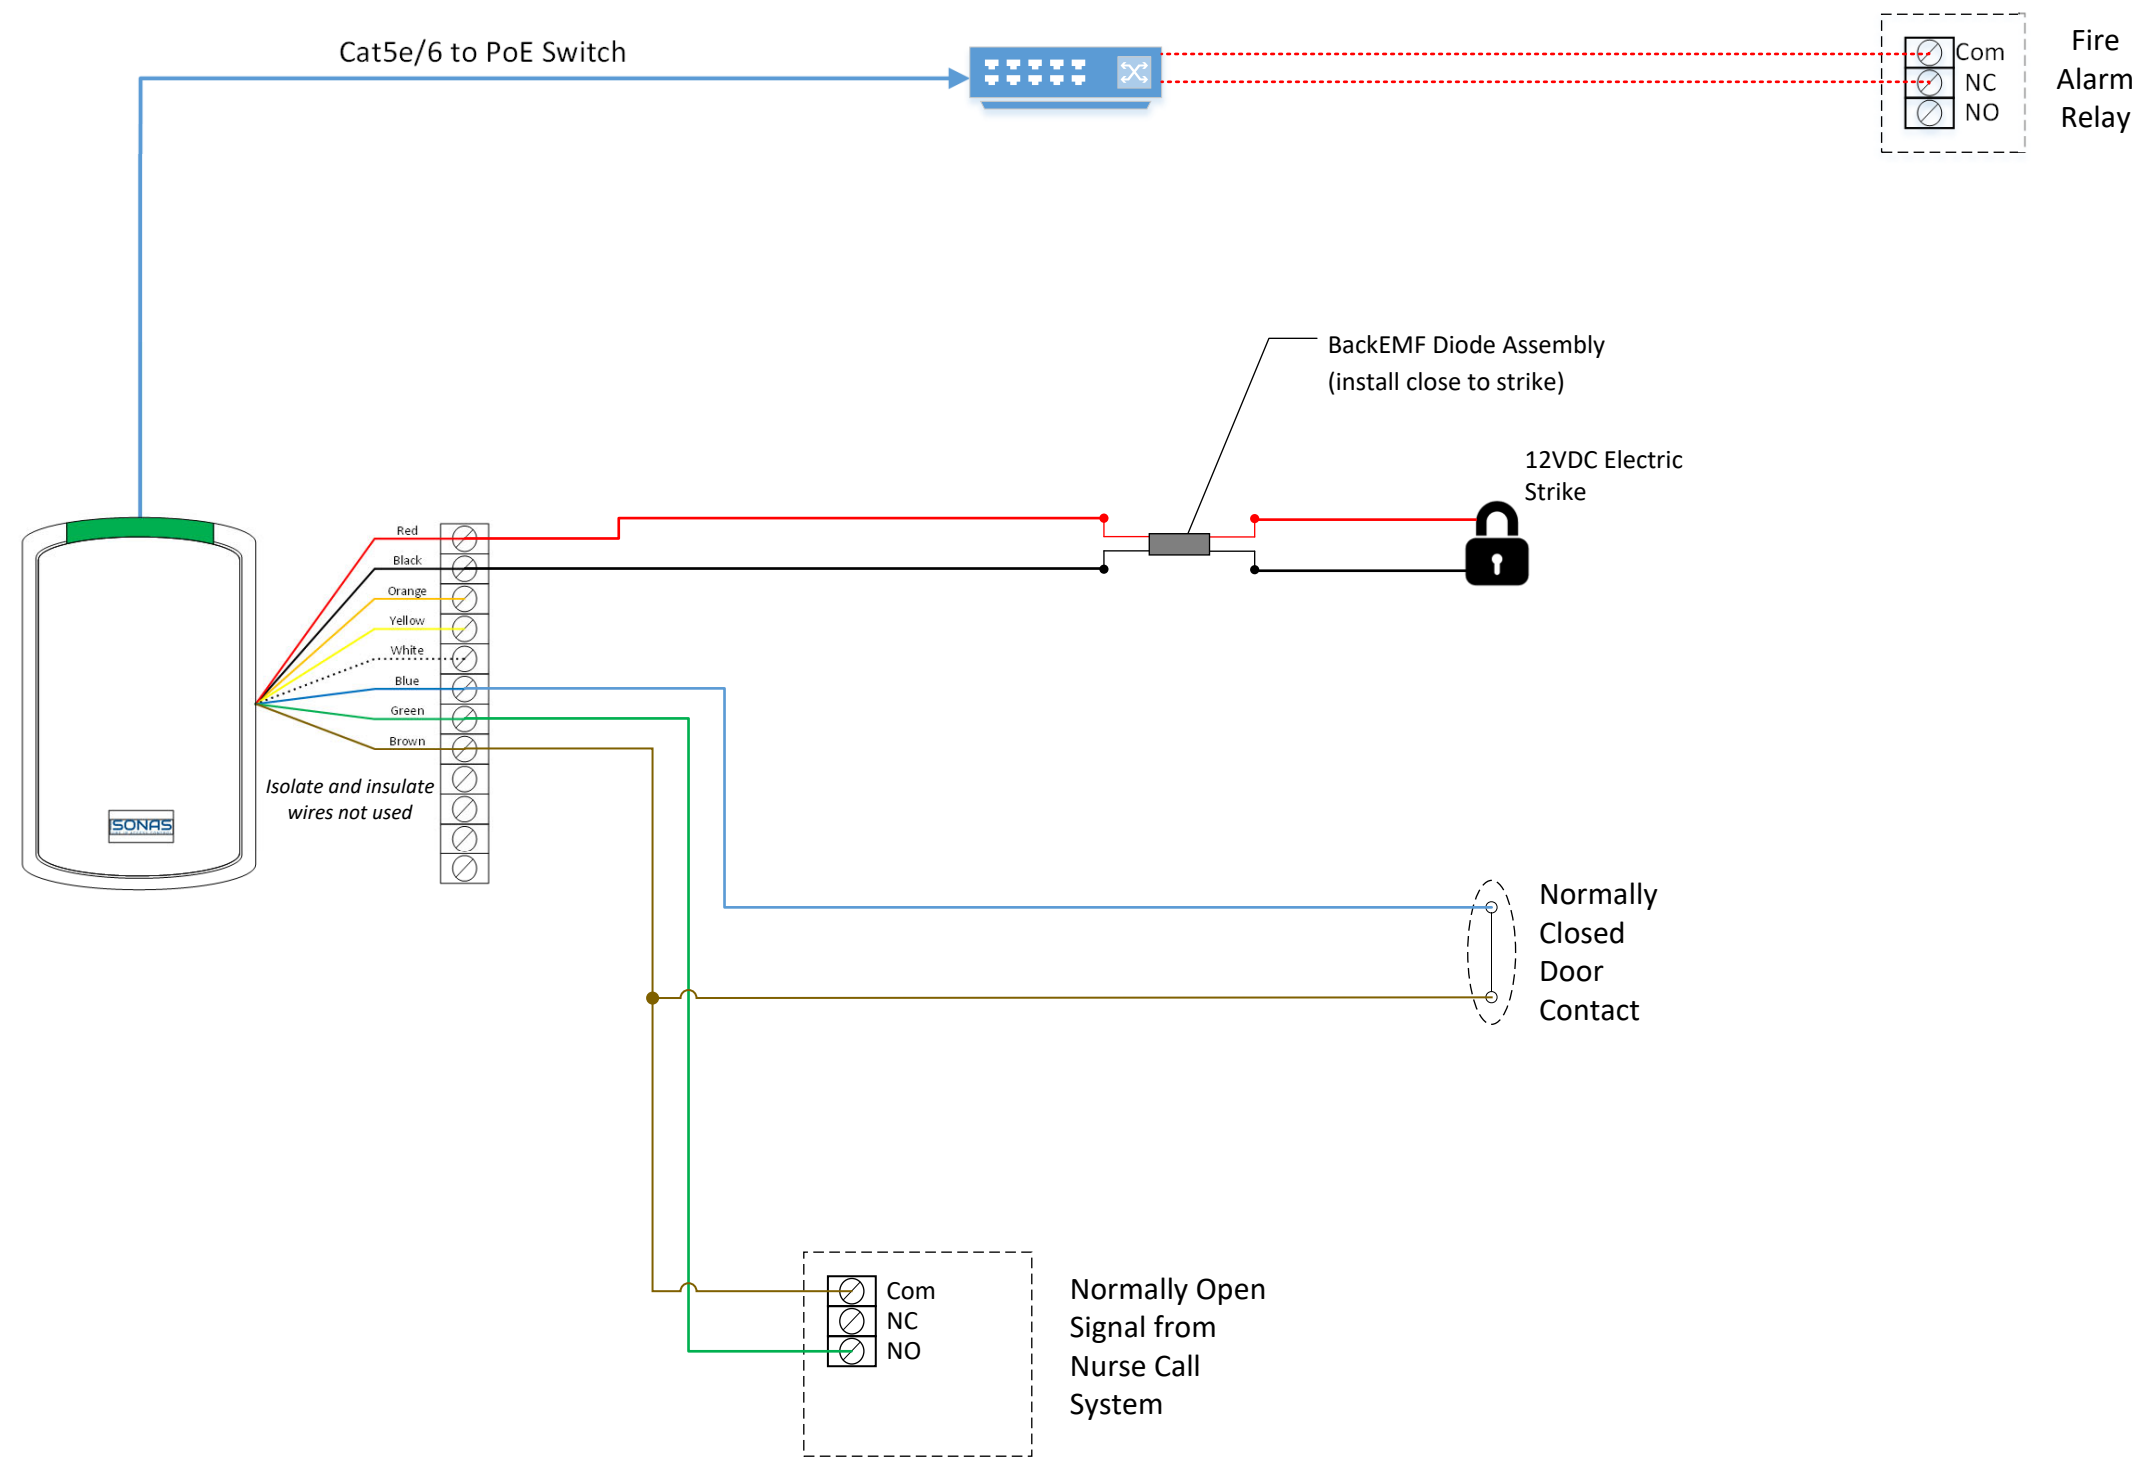 Cat5e/6 to PoE Switch
Com
NC
NO
Fire
Alarm
Relay
BackEMF Diode Assembly
(install close to strike)
12VDC Electric
Strike
Red
Black
Orange
Yellow
White
Blue
Green
Brown
Isolate and insulate
wires not used
ISONAS
Normally
Closed
Door
Contact
Com
NC
NO
Normally Open
Signal from
Nurse Call
System